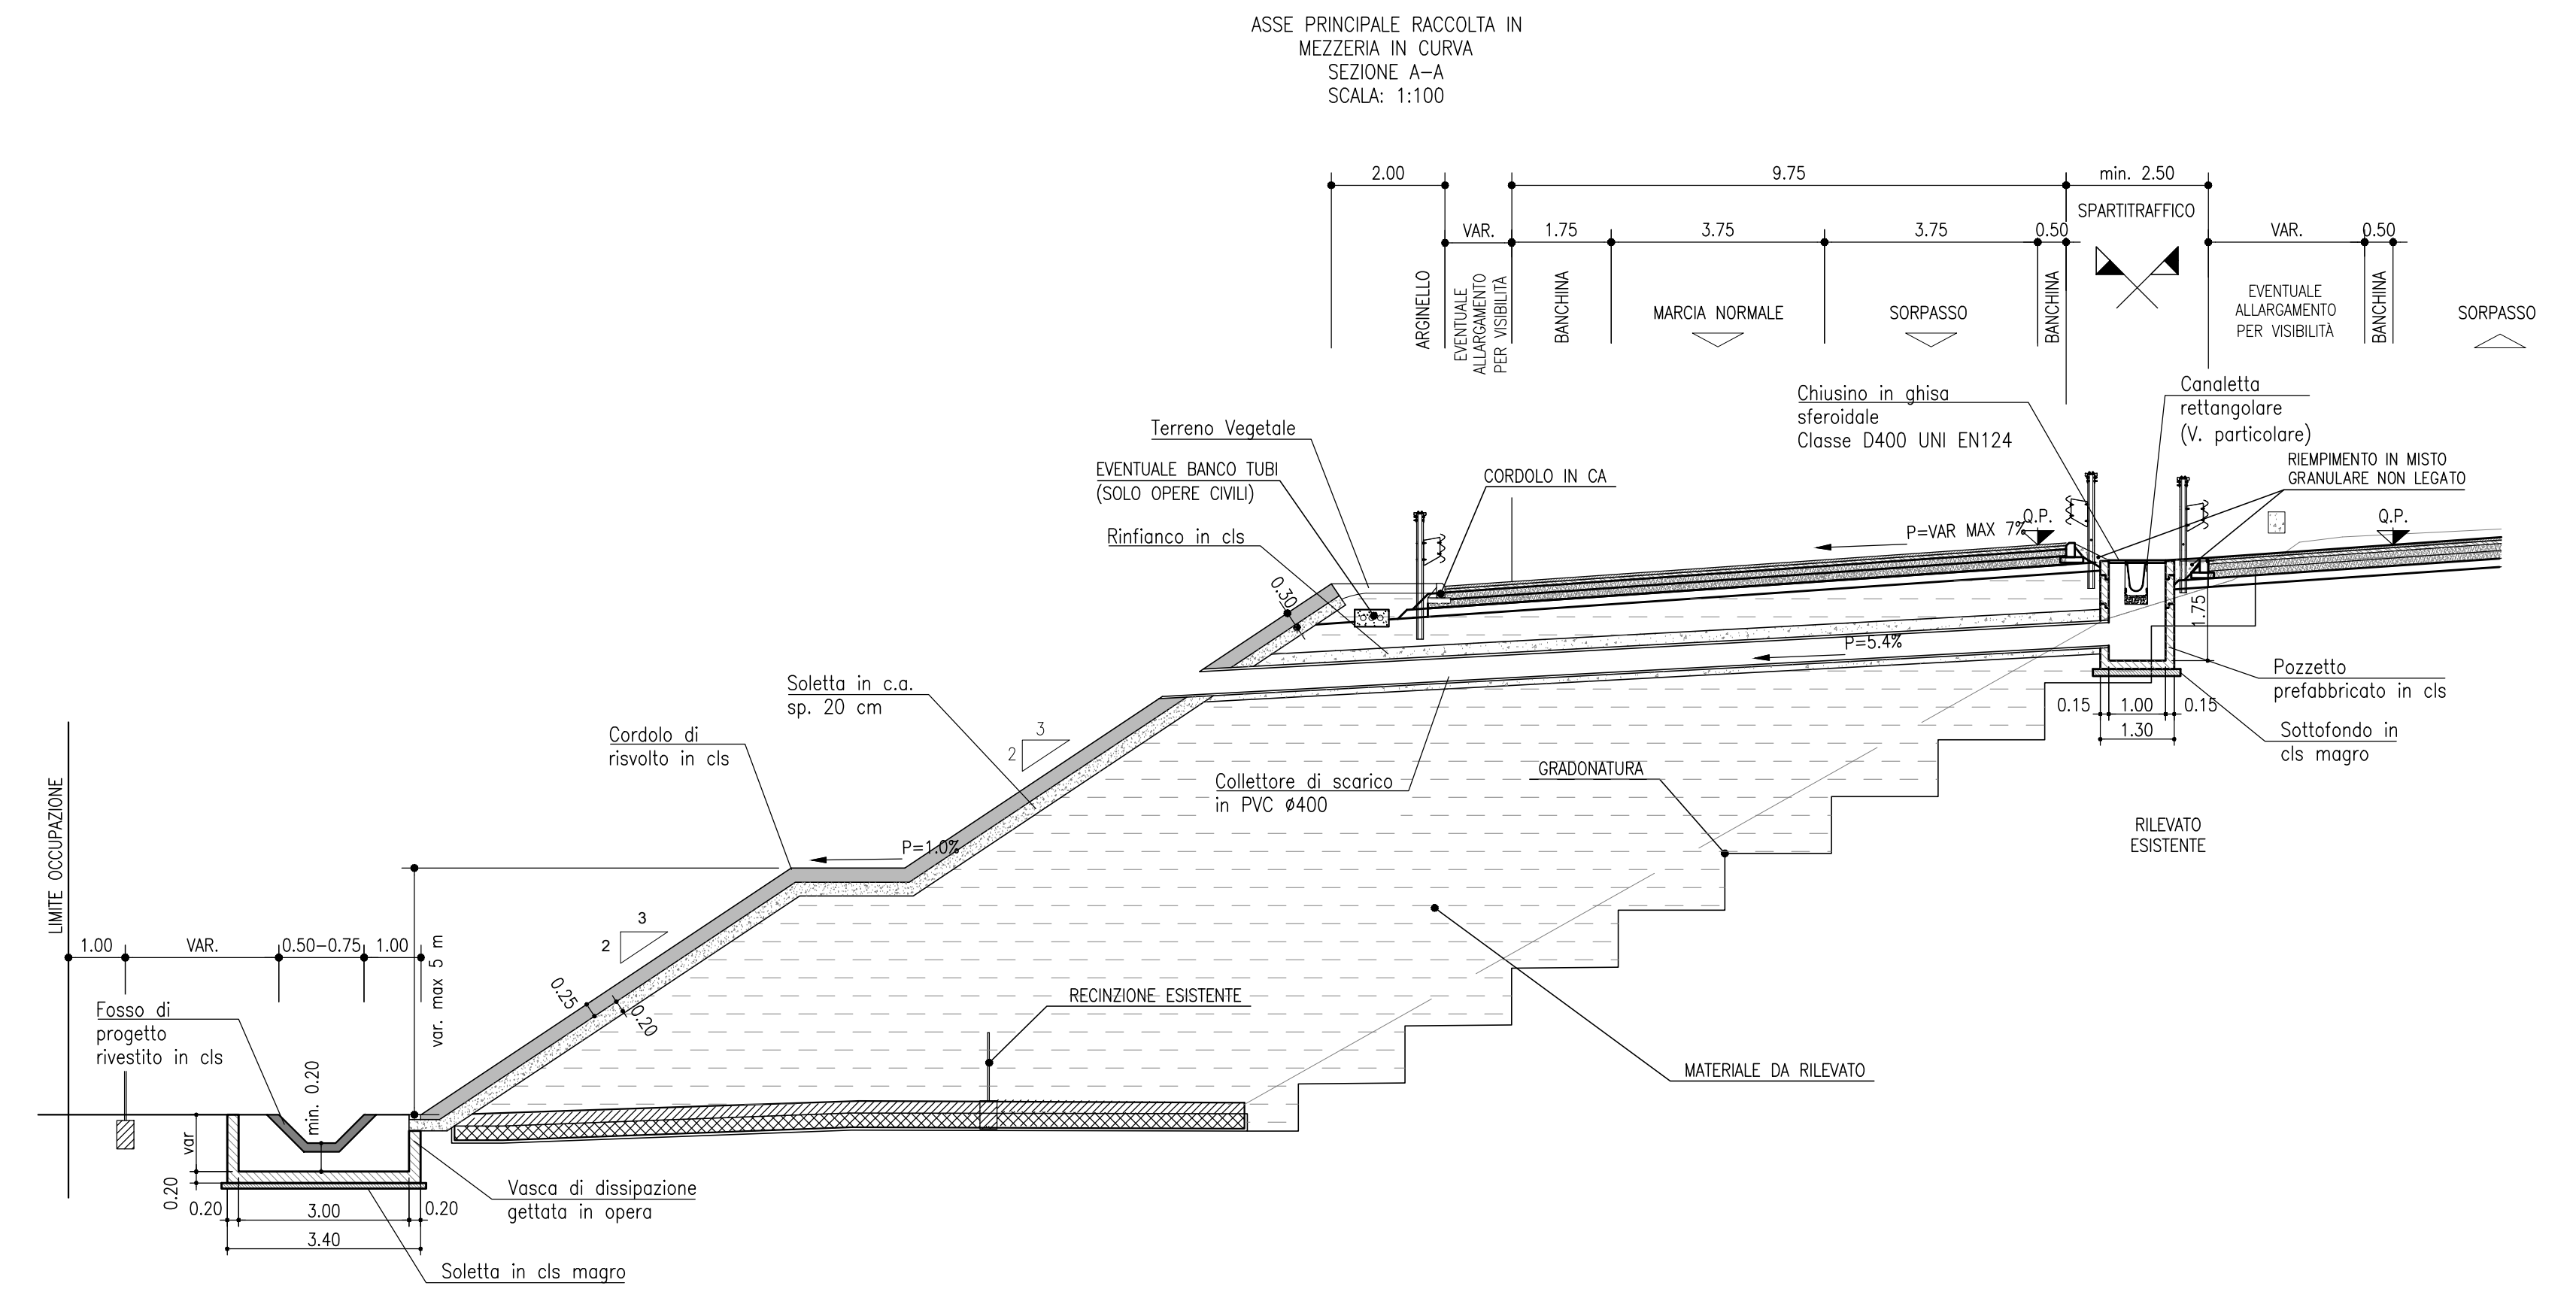 ASSE PRINCIPALE RACCOLTA IN
MEZZERIA IN CURVA
SEZIONE A-A
SCALA: 1:100
2.00
9.75
min. 2.50
SPARTITRAFFICO
VAR.
1.75
3.75
3.75
0.50
VAR.
0.50
ARGINELLO
EVENTUALE
ALLARGAMENTO
PER VISIBILITÀ
BANCHINA
MARCIA NORMALE
SORPASSO
BANCHINA
EVENTUALE
ALLARGAMENTO
PER VISIBILITÀ
BANCHINA
SORPASSO
Chiusino in ghisa
sferoidale
Classe D400 UNI EN124
Canaletta
rettangolare
(V. particolare)
RIEMPIMENTO IN MISTO
GRANULARE NON LEGATO
Terreno Vegetale
EVENTUALE BANCO TUBI
(SOLO OPERE CIVILI)
Rinfianco in cls
CORDOLO IN CA
P=VAR MAX 7%
Q.P.
Q.P.
0.30
P=5.4%
1.75
Pozzetto
prefabbricato in cls
0.15
1.00
0.15
1.30
Sottofondo in
cls magro
Soletta in c.a.
sp. 20 cm
Cordolo di
risvolto in cls
3
2
Collettore di scarico
in PVC Ø400
GRADONATURA
RILEVATO
ESISTENTE
P=1.0%
LIMITE OCCUPAZIONE
3
2
1.00
VAR.
0.50-0.75
1.00
var. max 5 m
0.25
0.20
RECINZIONE ESISTENTE
MATERIALE DA RILEVATO
Fosso di
progetto
rivestito in cls
min. 0.20
var
0.20
0.20
3.00
0.20
3.40
Vasca di dissipazione
gettata in opera
Soletta in cls magro